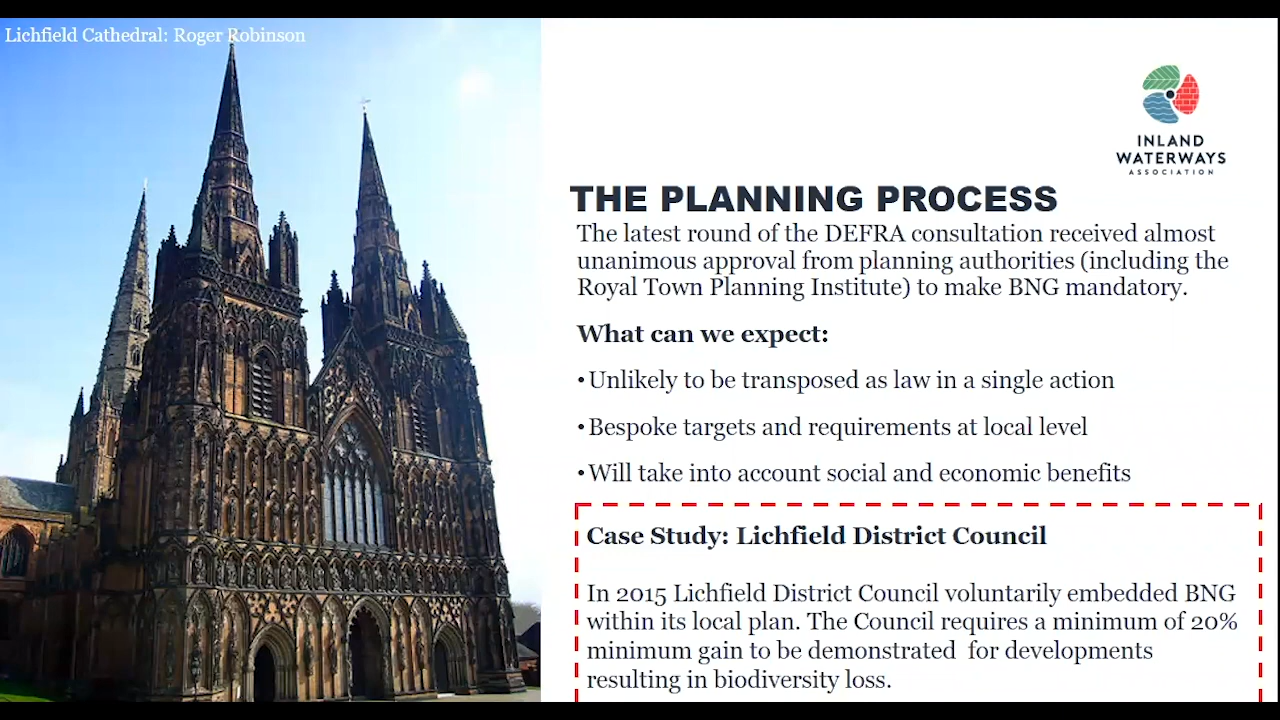 Lichfield Cathedral: Roger Robinson
INLAND
WATERWAYS
ASSOCIATION
THE PLANNING PROCESS
The latest round of the DEFRA consultation received almost
unanimous approval from planning authorities (including the
Royal Town Planning Institute) to make BNG mandatory.
What can we expect:
•Unlikely to be transposed as law in a single action
•Bespoke targets and requirements at local level
•Will take into account social and economic benefits
Case Study: Lichfield District Council
In 2015 Lichfield District Council voluntarily embedded BNG
within its local plan. The Council requires a minimum of 20%
minimum gain to be demonstrated  for developments
resulting in biodiversity loss.